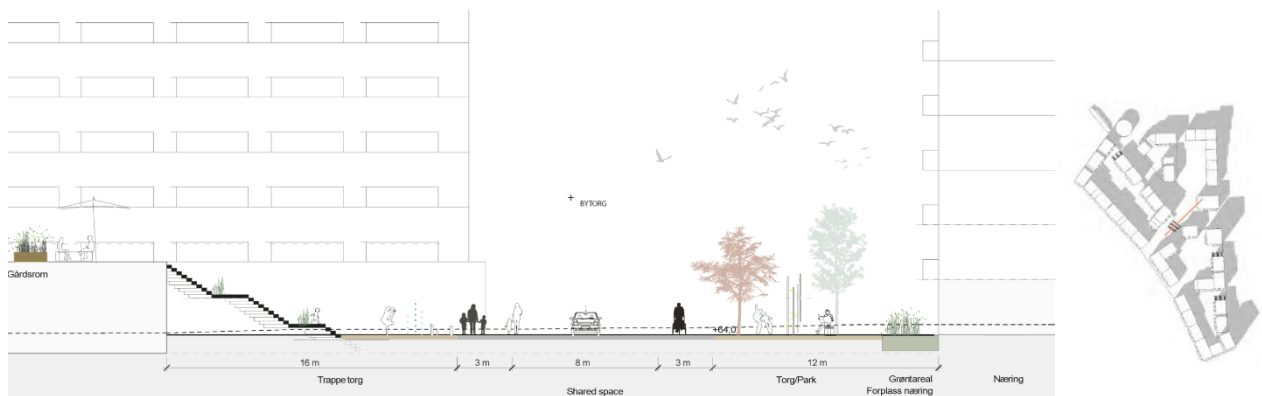 BYTORG
Gårdsrom
+64,0
16 m
3 m
8 m
3 m
12 m
Trappe torg
Shared space
Torg/Park
Grøntareal
Forplass næring
Næring